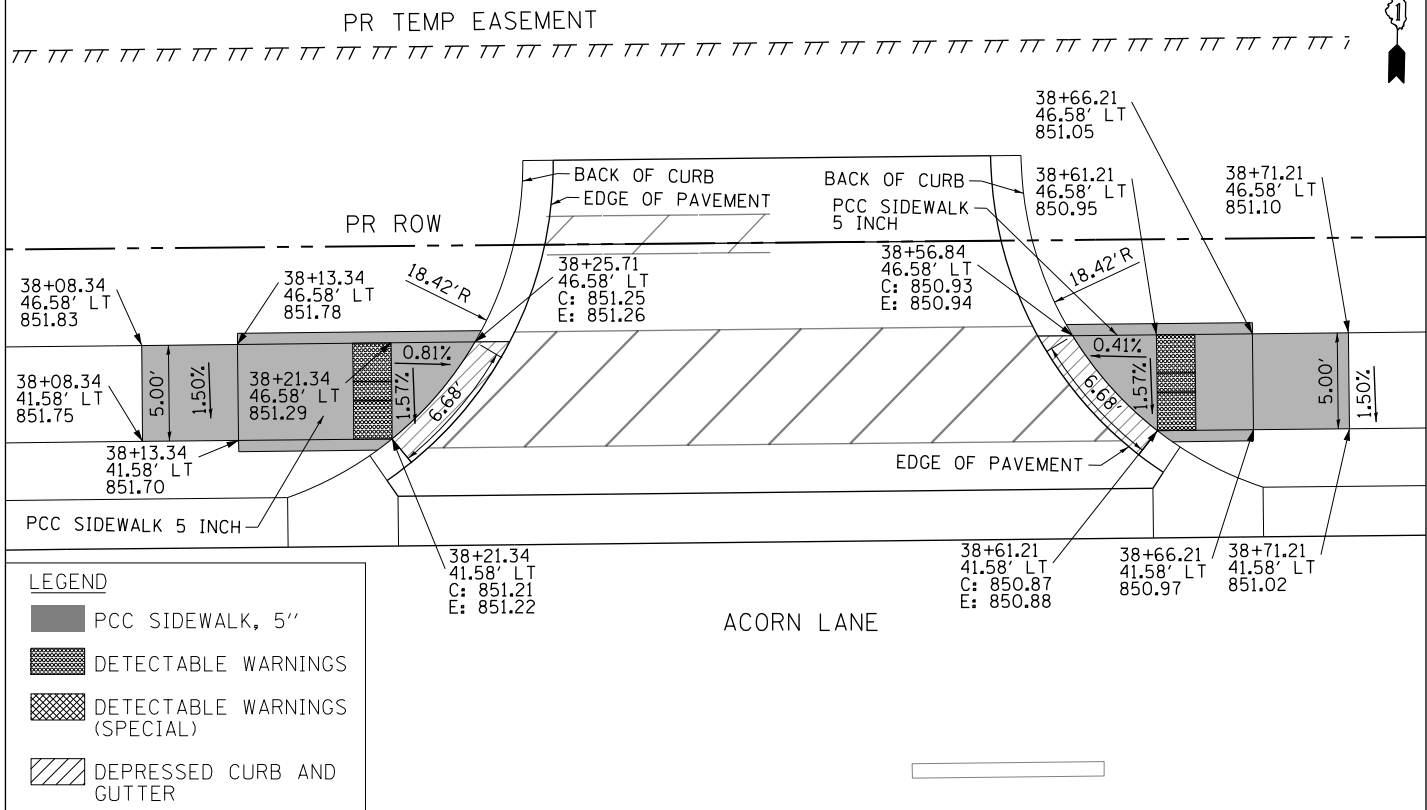 PR TEMP EASEMENT
1
38+66.21
46.58' LT
851.05
BACK OF CURB
EDGE OF PAVEMENT
BACK OF CURB
PCC SIDEWALK
5 INCH
38+61.21
46.58' LT
850.95
38+71.21
46.58' LT
851.10
PR ROW
38+08.34
46.58' LT
851.83
38+13.34
46.58' LT
851.78
18.42'R
38+25.71
46.58' LT
C: 851.25
E: 851.26
38+56.84
46.58' LT
C: 850.93
E: 850.94
18.42'R
38+08.34
41.58' LT
851.75
5.00'
1.50%
38+21.34
46.58' LT
851.29
0.81%
1.57%
6.68'
6.68'
0.41%
1.57%
5.00'
1.50%
38+13.34
41.58' LT
851.70
EDGE OF PAVEMENT
PCC SIDEWALK 5 INCH
38+21.34
41.58' LT
C: 851.21
E: 851.22
38+61.21
41.58' LT
C: 850.87
E: 850.88
38+66.21
41.58' LT
850.97
38+71.21
41.58' LT
851.02
ACORN LANE
LEGEND
PCC SIDEWALK, 5''
DETECTABLE WARNINGS
DETECTABLE WARNINGS
(SPECIAL)
DEPRESSED CURB AND
GUTTER